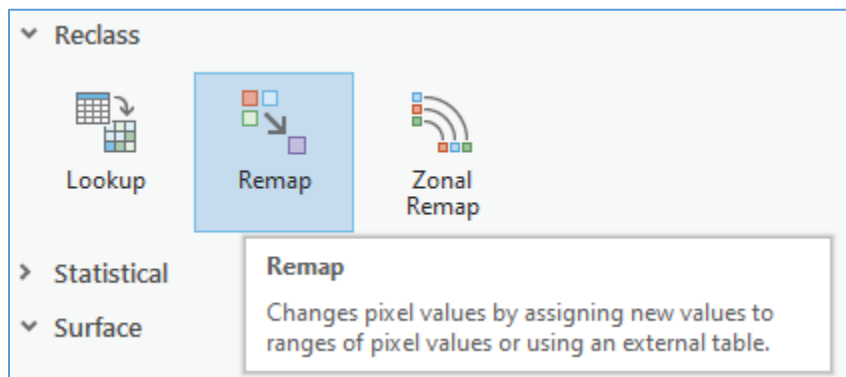 Reclass
Lookup
Remap
Zonal
Remap
Statistical
Surface
Remap
Changes pixel values by assigning new values to
ranges of pixel values or using an external table.